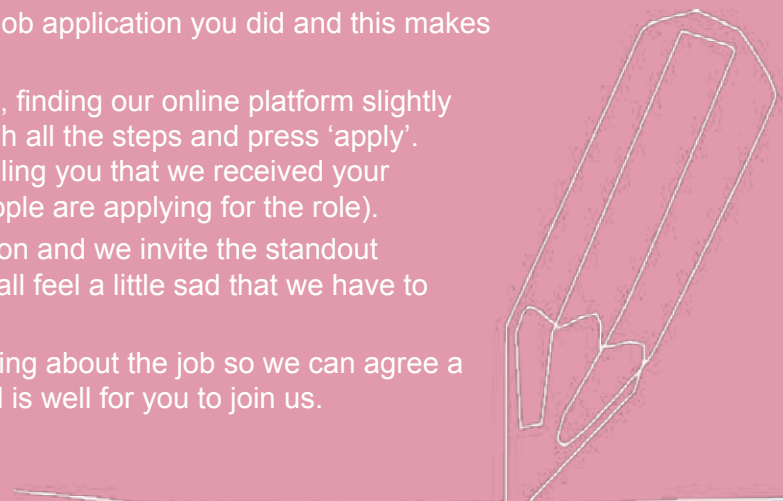 ob application you did and this makes
, finding our online platform slightly
h all the steps and press ‘apply’.
ling you that we received your
ople are applying for the role).
on and we invite the standout
all feel a little sad that we have to
ing about the job so we can agree a
l is well for you to join us.